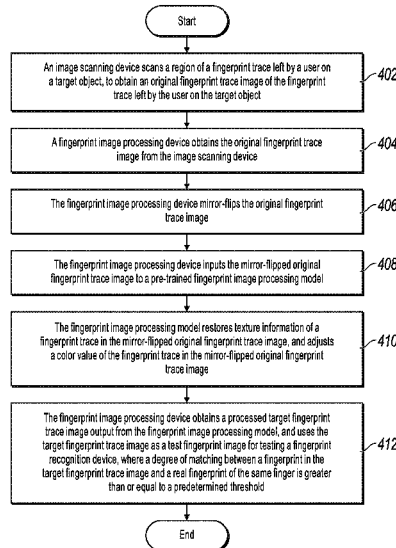 Start
An image scanning device scans a region of a fingerprint trace left by a user on
a target object, to obtain an original fingerprint trace image of the fingerprint
trace left by the user on the target object
402
A fingerprint image processing device obtains the original fingerprint trace
image from the image scanning device
404
The fingerprint image processing device mirror-flips the original fingerprint
trace image
406
The fingerprint image processing device inputs the mirror-flipped original
fingerprint trace image to a pre-trained fingerprint image processing model
408
The fingerprint image processing model restores texture information of
a fingerprint trace in the mirror-flipped original fingerprint trace image, and adjusts
a color value of the fingerprint trace in the mirror-flipped original fingerprint
trace image
410
The fingerprint image processing device obtains a processed target fingerprint
trace image output from the fingerprint image processing model, and uses the
target fingerprint trace image as a test fingerprint image for testing a fingerprint
recognition device, where a degree of matching between a fingerprint in the
target fingerprint trace image and a real fingerprint of the same finger is greater
than or equal to a predetermined threshold
412
End